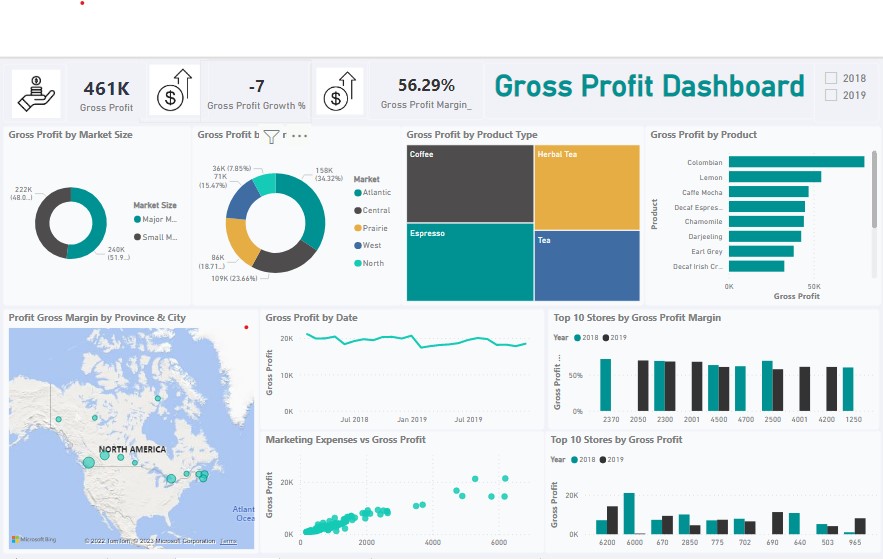 461K
Gross Profit
-7
Gross Profit Growth %
56.29%
Gross Profit Margin_
Gross Profit Dashboard
2018
2019
Gross Profit by Market Size
222K
(48.0...)
240K
(51.9...)
Market Size
Major M...
Small M...
Gross Profit b
r
36K (7.85%)
71K
(15.47%)
86K
(18.71...)
109K (23.66%)
158K
(34.32%)
Market
Atlantic
Central
Prairie
West
North
Gross Profit by Product Type
Coffee
Herbal Tea
Espresso
Tea
Gross Profit by Product
Product
Colombian
Lemon
Caffe Mocha
Decaf Espres...
Chamomile
Darjeeling
Earl Grey
Decaf Irish Cr...
0K
50K
Gross Profit
Profit Gross Margin by Province & City
NORTH AMERICA
Atlant
Ocea
Microsoft Bing
© 2022 TomTom, © 2023 Microsoft Corporation
Terms
Gross Profit by Date
Gross Profit
20K
10K
0K
Jul 2018
Jan 2019
Jul 2019
Top 10 Stores by Gross Profit Margin
Year
2018
2019
Gross Profit ...
50%
0%
2370 2050 2300 2001 4500 4700 2500 4001 4200 1250
Marketing Expenses vs Gross Profit
Gross Profit
20K
0K
0
2000
4000
6000
Top 10 Stores by Gross Profit
Year
2018
2019
Gross Profit
20K
0K
6200 6000 670 2850 775 702 690 640 503 965